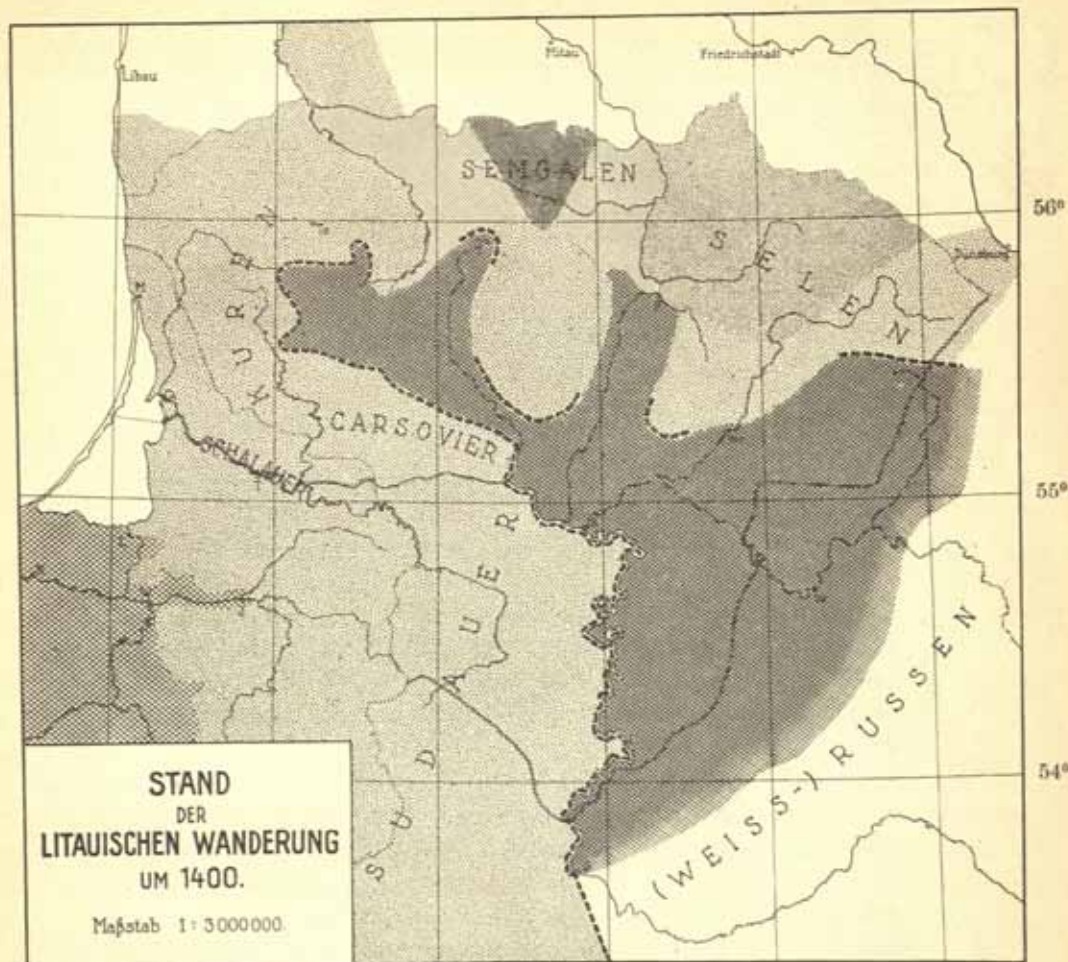 Libau
Mitau
Friedrichstadt
SEMGALEN
56°
SELEN
Dünaburg
KUREN
CARSOVIER
SCHALAUER
55°
SUDAUER
(WEISS-) RUSSEN
54°
STAND
DER
LITAUISCHEN WANDERUNG
UM 1400.
Maßstab 1:3000000.